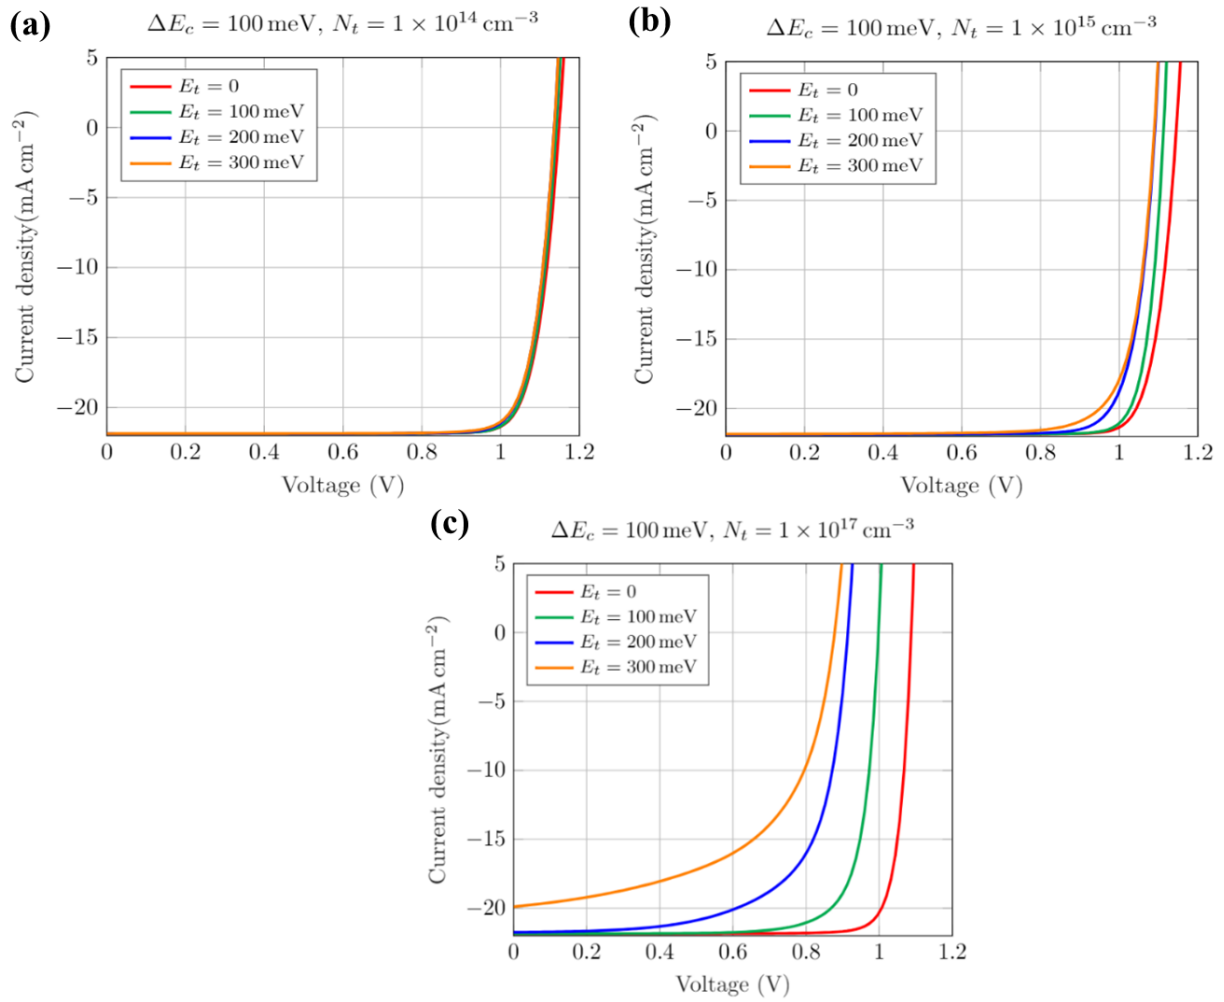 (a)
ΔE_c = 100 meV, N_t = 1 × 10^14 cm^−3
5
0
−5
−10
−15
−20
Current density(mA cm^−2)
E_t = 0
E_t = 100 meV
E_t = 200 meV
E_t = 300 meV
0 0.2 0.4 0.6 0.8 1 1.2
Voltage (V)
(b)
ΔE_c = 100 meV, N_t = 1 × 10^15 cm^−3
5
0
−5
−10
−15
−20
Current density(mA cm^−2)
E_t = 0
E_t = 100 meV
E_t = 200 meV
E_t = 300 meV
0 0.2 0.4 0.6 0.8 1 1.2
Voltage (V)
(c)
ΔE_c = 100 meV, N_t = 1 × 10^17 cm^−3
5
0
−5
−10
−15
−20
Current density(mA cm^−2)
E_t = 0
E_t = 100 meV
E_t = 200 meV
E_t = 300 meV
0 0.2 0.4 0.6 0.8 1 1.2
Voltage (V)